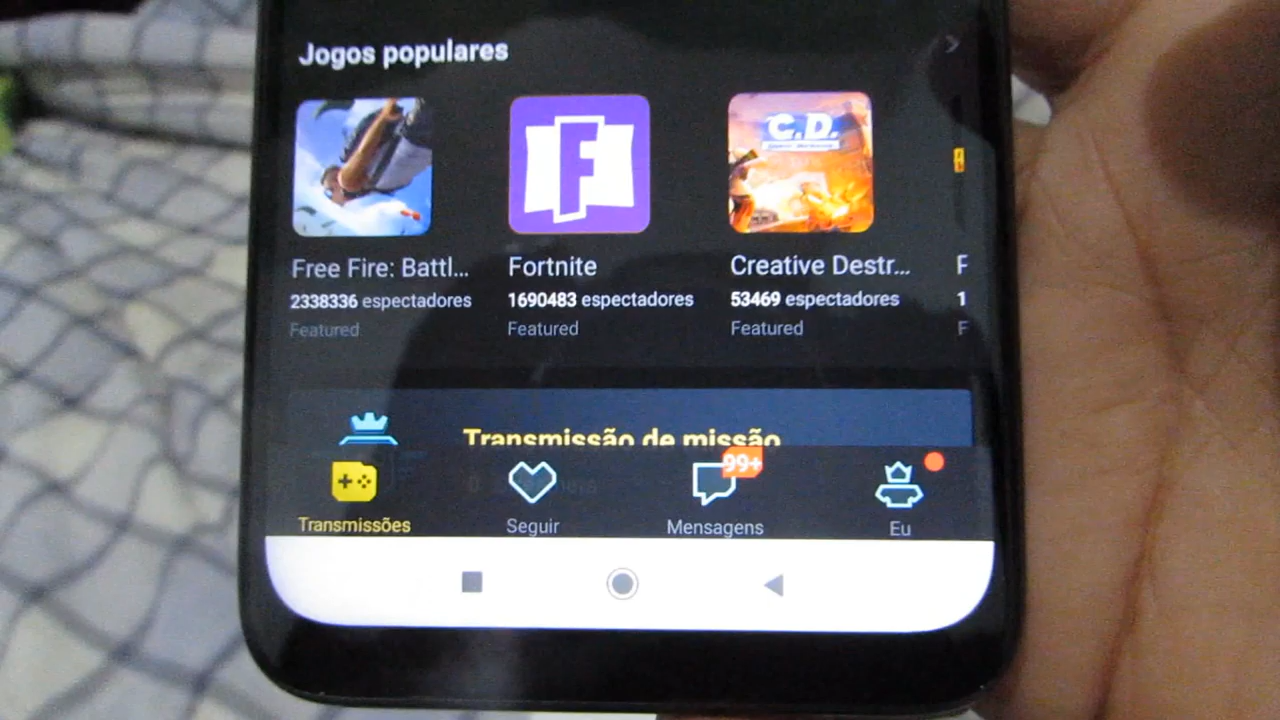 Jogos populares
F
C.D.
Free Fire: Battl...
2338336 espectadores
Featured
Fortnite
1690483 espectadores
Featured
Creative Destr...
53469 espectadores
Featured
F
1
F
Transmissão de missão
99+
Transmissões
Seguir
Mensagens
Eu